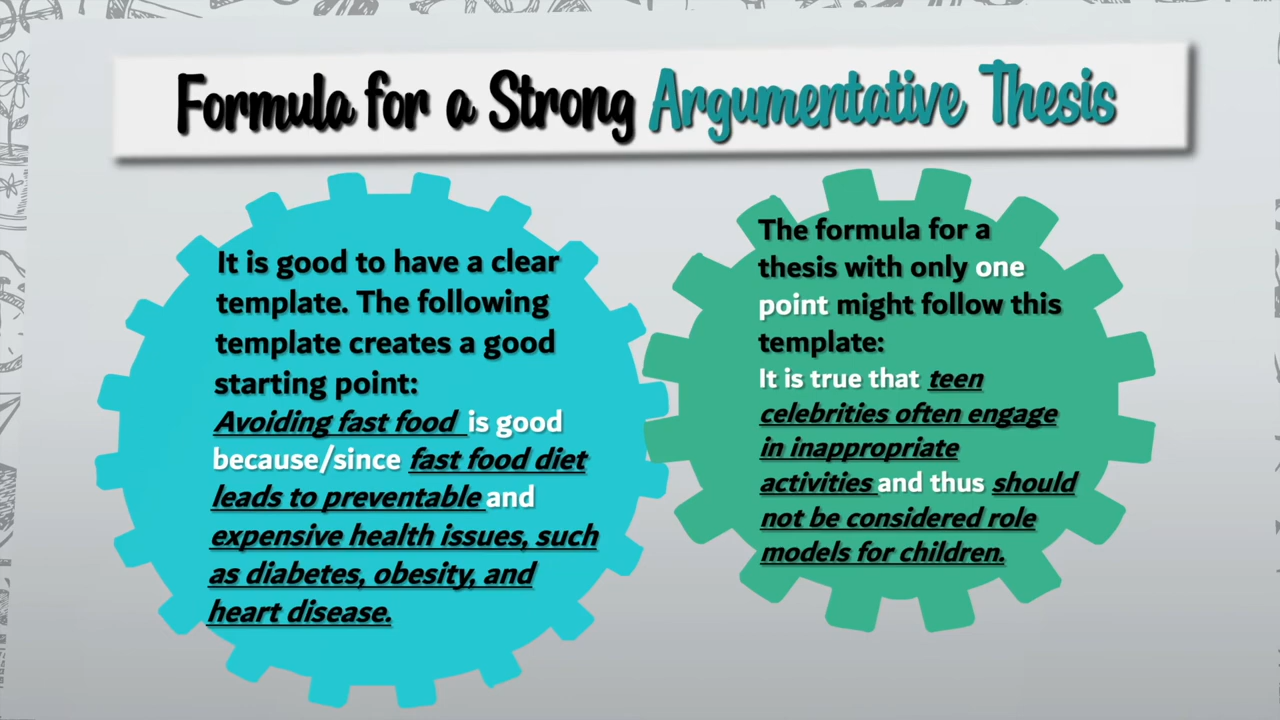 Formula for a Strong Argumentative Thesis
It is good to have a clear
template. The following
template creates a good
starting point:
Avoiding fast food is good
because/since fast food diet
leads to preventable and
expensive health issues, such
as diabetes, obesity, and
heart disease.
The formula for a
thesis with only one
point might follow this
template:
It is true that teen
celebrities often engage
in inappropriate
activities and thus should
not be considered role
models for children.